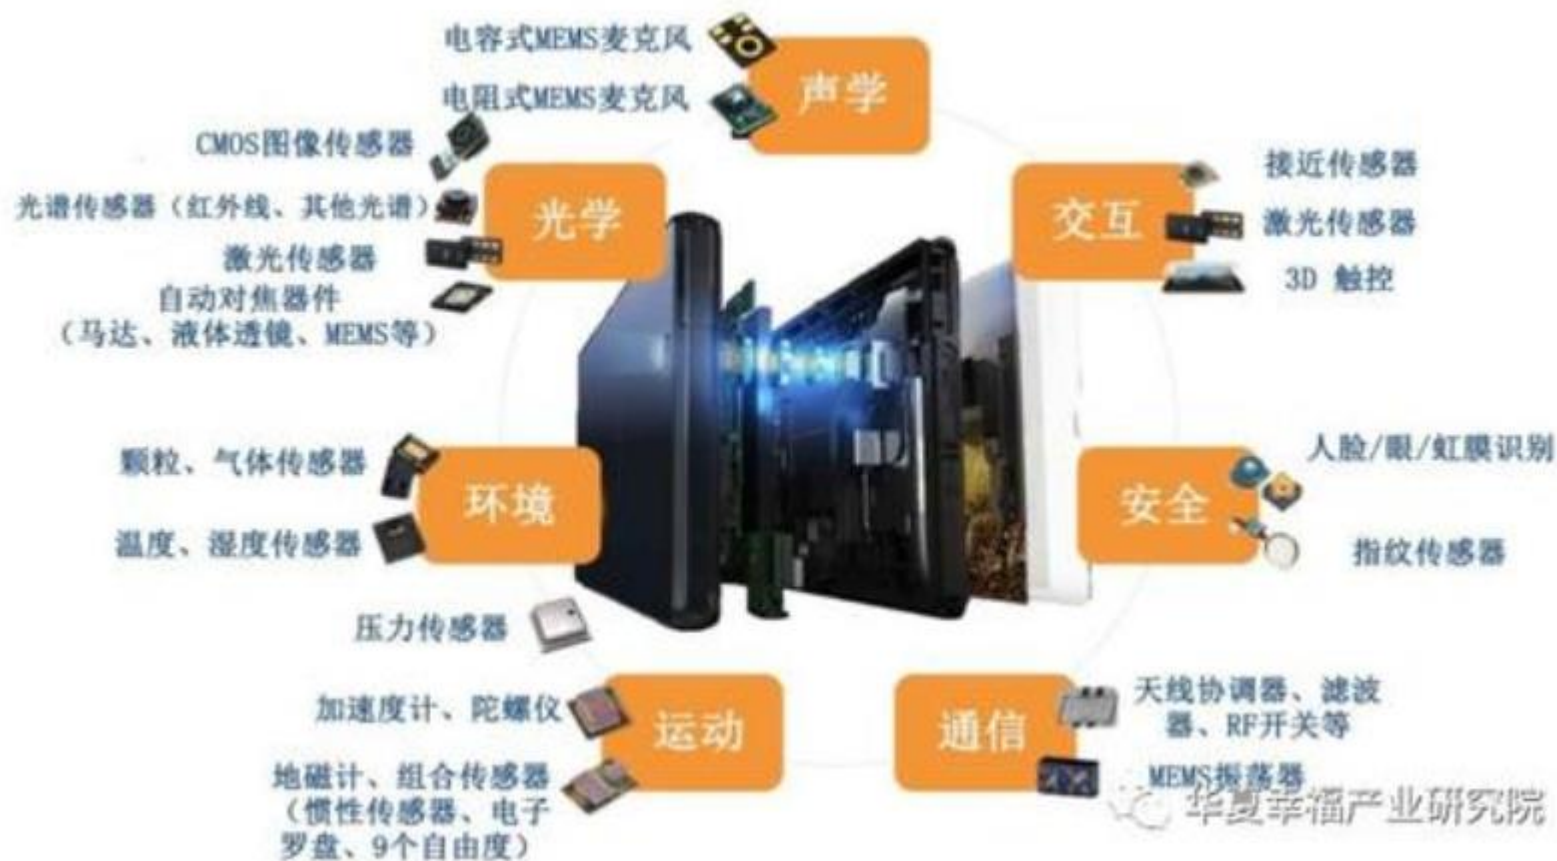 电容式MEMS麦克风
电阻式MEMS麦克风
声学
CMOS图像传感器
光谱传感器（红外线、其他光谱）
激光传感器
自动对焦器件
（马达、液体透镜、MEMS等）
光学
交互
接近传感器
激光传感器
3D 触控
颗粒、气体传感器
温度、湿度传感器
环境
安全
人脸/眼/虹膜识别
指纹传感器
压力传感器
加速度计、陀螺仪
地磁计、组合传感器
（惯性传感器、电子
罗盘、9个自由度）
运动
通信
天线协调器、滤波
器、RF开关等
MEMS振荡器
华夏幸福产业研究院